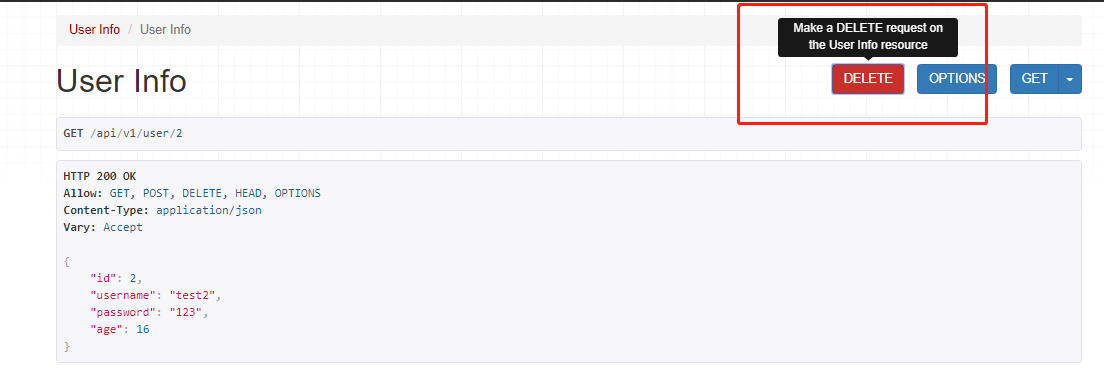 User Info / User Info
Make a DELETE request on
the User Info resource
User Info
DELETE
OPTIONS
GET
GET /api/v1/user/2
HTTP 200 OK
Allow: GET, POST, DELETE, HEAD, OPTIONS
Content-Type: application/json
Vary: Accept
{
    "id": 2,
    "username": "test2",
    "password": "123",
    "age": 16
}